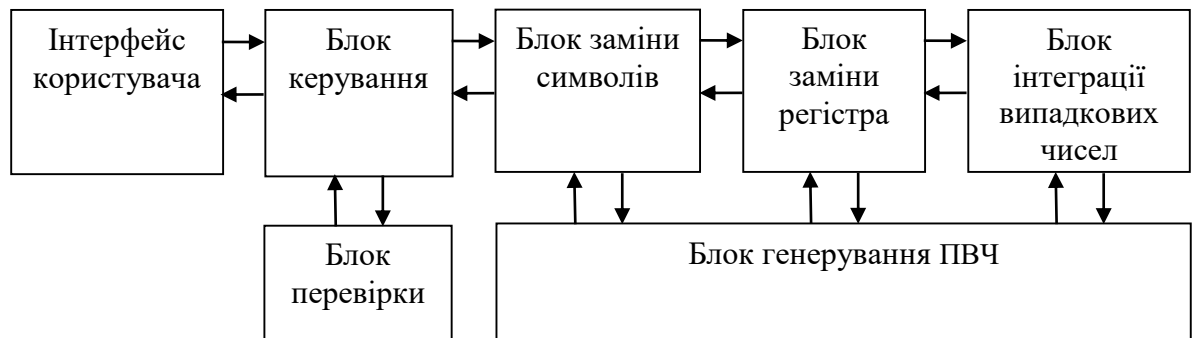 Інтерфейс
користувача
Блок
керування
Блок заміни
символів
Блок
заміни
регістра
Блок
інтеграції
випадкових
чисел
Блок
перевірки
Блок генерування ПВЧ